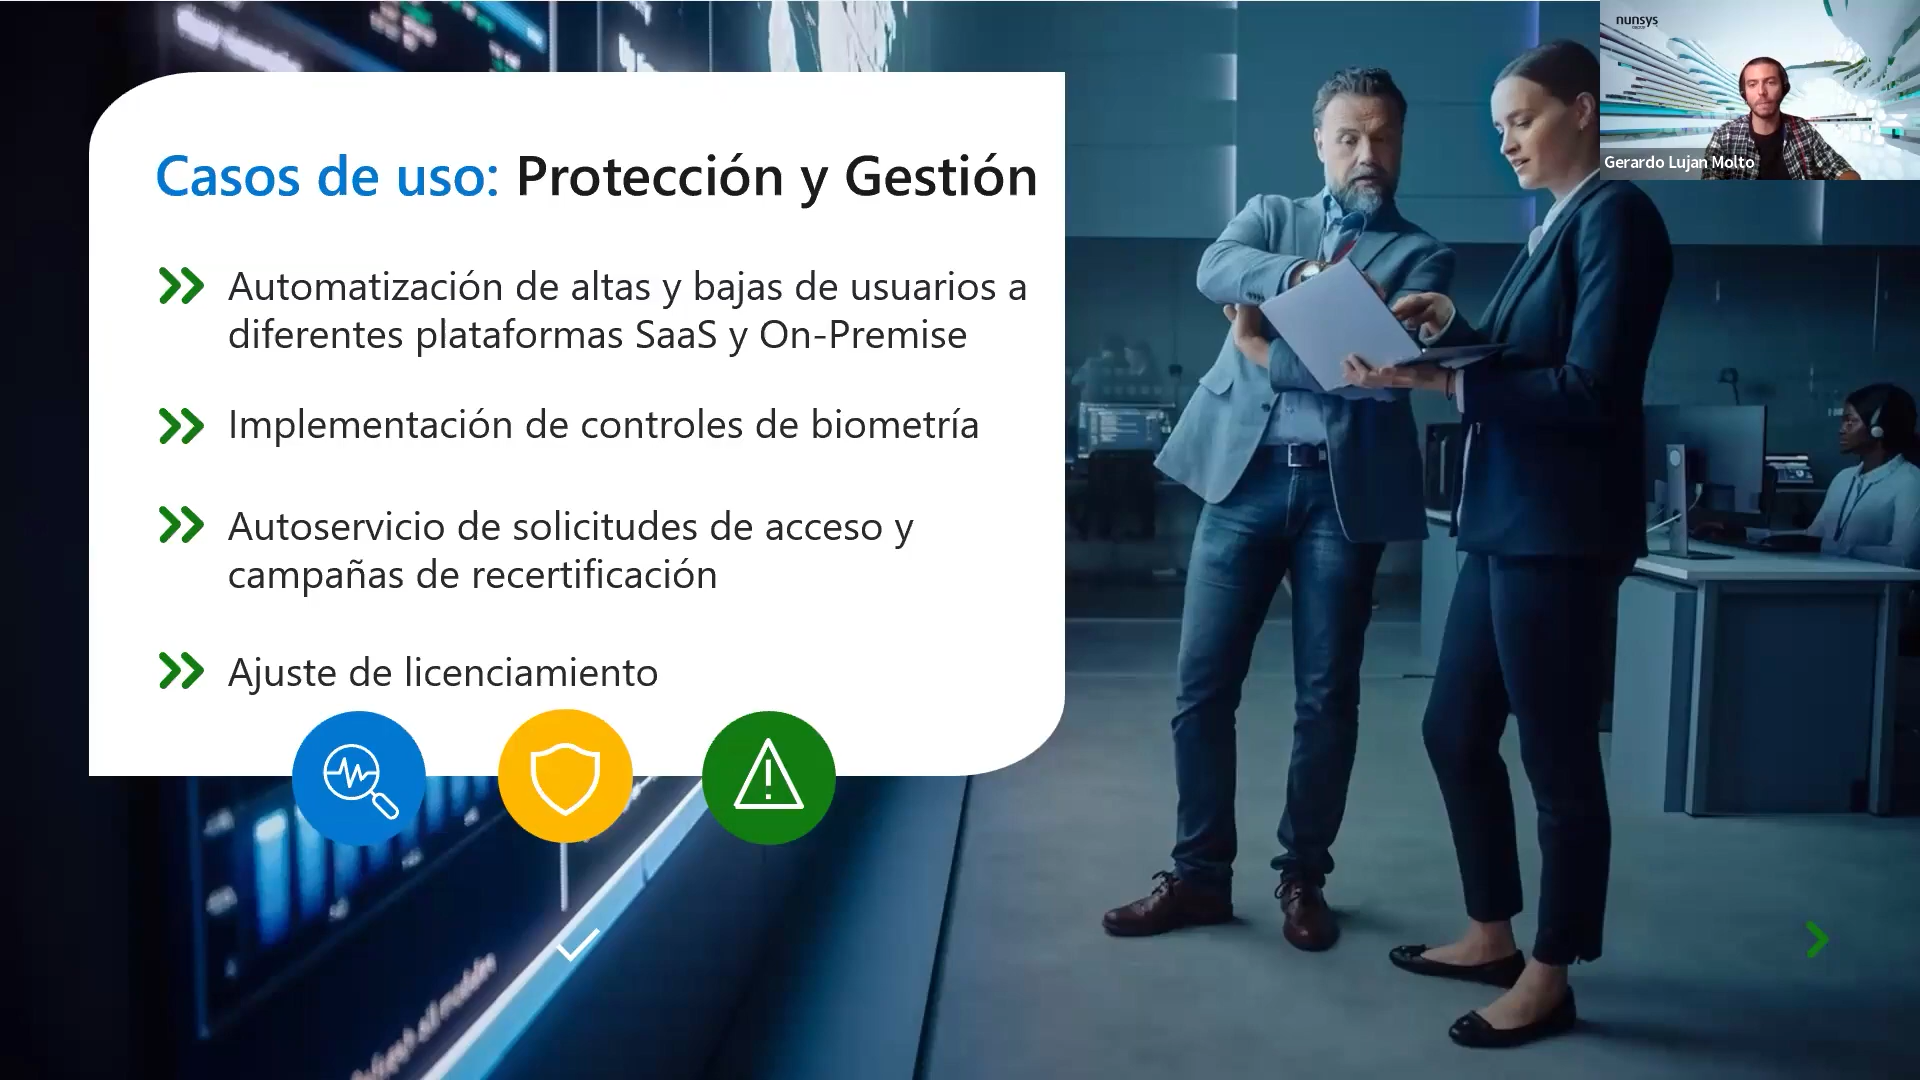 nunsys
Gerardo Lujan Molto
Casos de uso: Protección y Gestión
Automatización de altas y bajas de usuarios a
diferentes plataformas SaaS y On-Premise
Implementación de controles de biometría
Autoservicio de solicitudes de acceso y
campañas de recertificación
Ajuste de licenciamiento